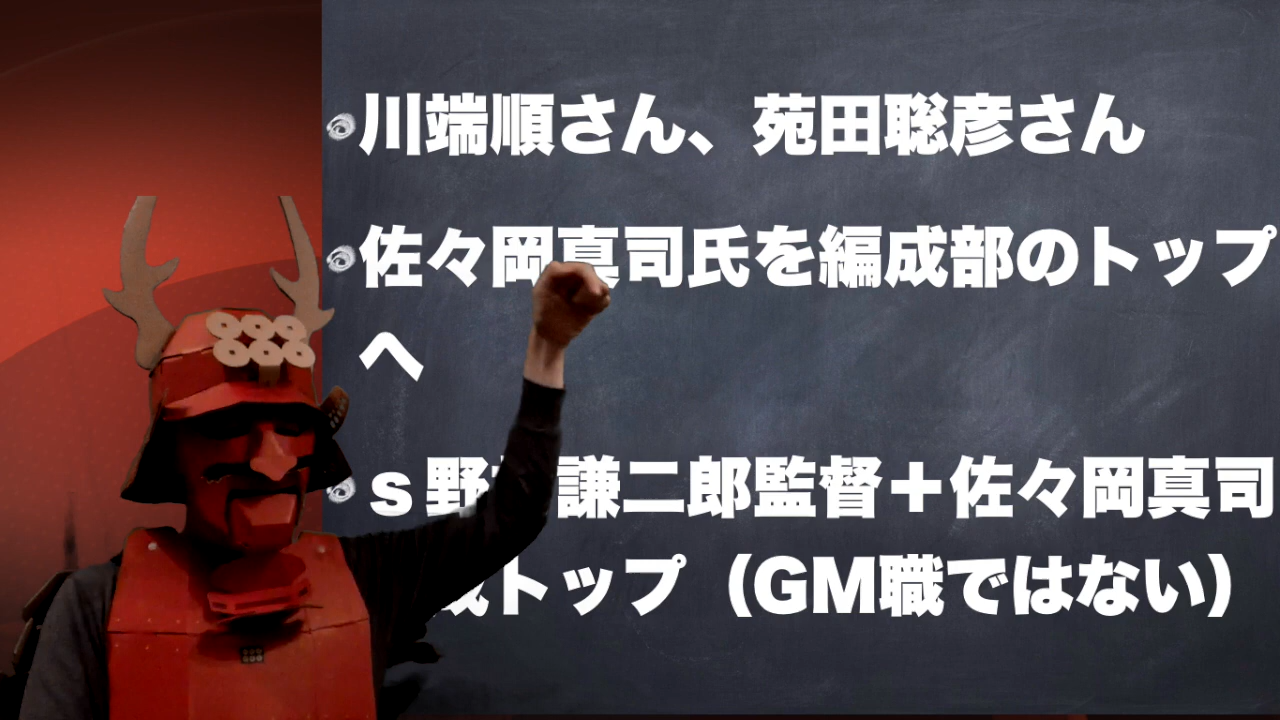 川端順さん、苑田聡彦さん
佐々岡真司氏を編成部のトップ
へ
ｓ野 謙二郎監督＋佐々岡真司
成トップ（GM職ではない）